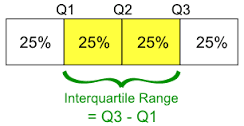 Q1 Q2 Q3
25% 25% 25% 25%
Interquartile Range
= Q3 - Q1